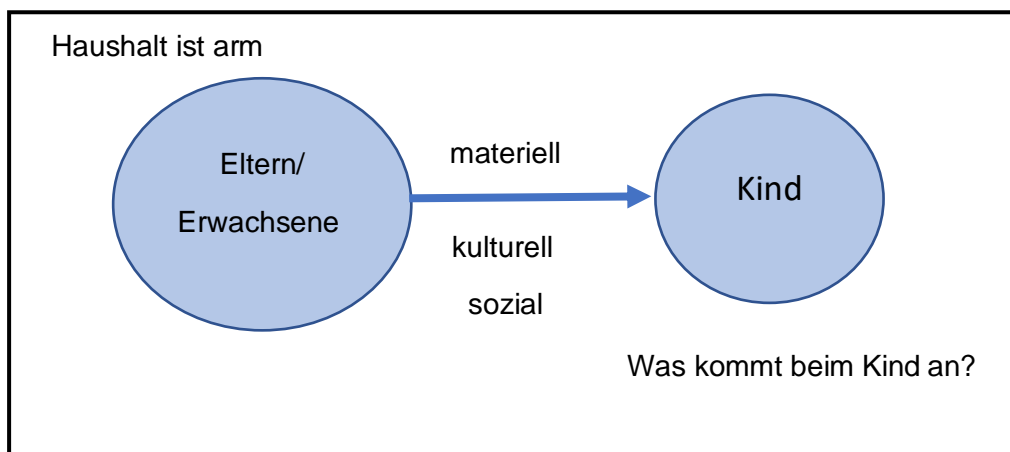 Haushalt ist arm
Eltern/
Erwachsene
materiell
kulturell
sozial
Kind
Was kommt beim Kind an?